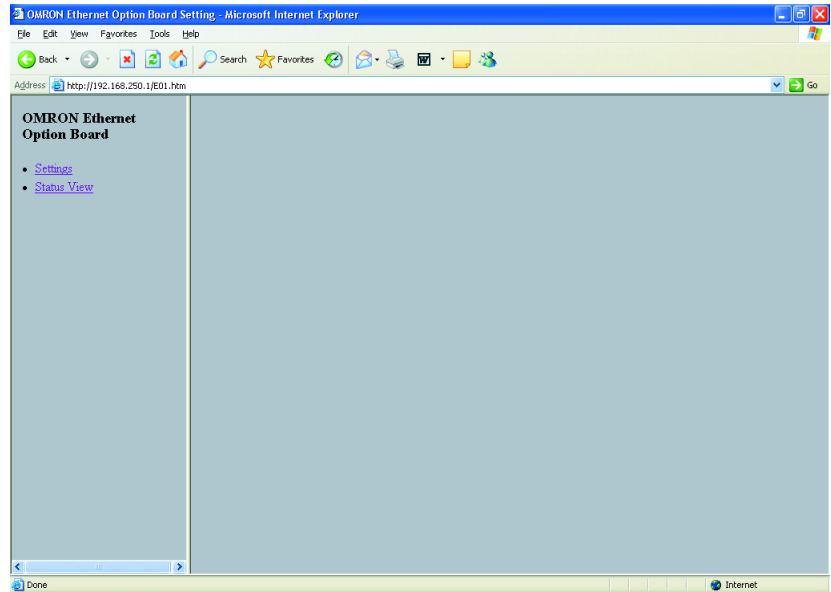 OMRON Ethernet Option Board Setting - Microsoft Internet Explorer
File Edit View Favorites Tools Help
Back Search Favorites W
Address http://192.168.250.1/E01.htm Go
OMRON Ethernet
Option Board
Settings
Status View
Done Internet